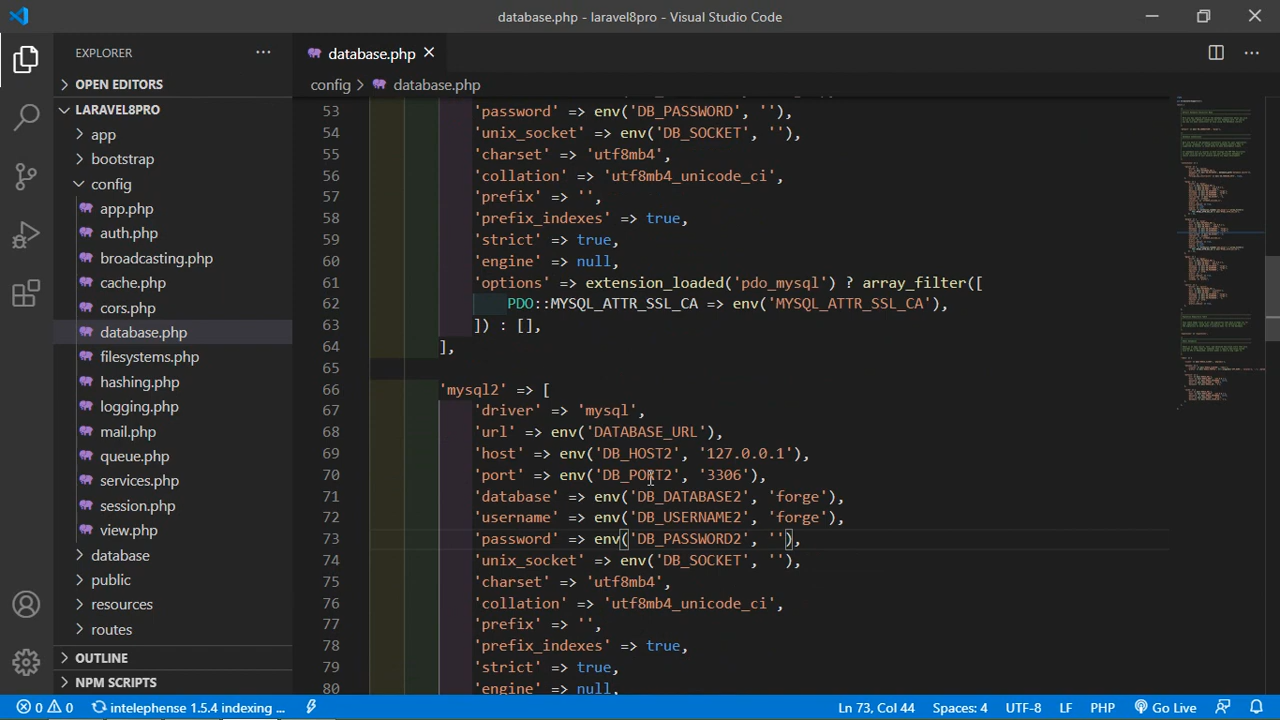 database.php - laravel8pro - Visual Studio Code
EXPLORER
OPEN EDITORS
LARAVEL8PRO
app
bootstrap
config
app.php
auth.php
broadcasting.php
cache.php
cors.php
database.php
filesystems.php
hashing.php
logging.php
mail.php
queue.php
services.php
session.php
view.php
database
public
resources
routes
OUTLINE
NPM SCRIPTS
database.php
config > database.php
53 'password' => env('DB_PASSWORD', ''),
54 'unix_socket' => env('DB_SOCKET', ''),
55 'charset' => 'utf8mb4',
56 'collation' => 'utf8mb4_unicode_ci',
57 'prefix' => '',
58 'prefix_indexes' => true,
59 'strict' => true,
60 'engine' => null,
61 'options' => extension_loaded('pdo_mysql') ? array_filter([
62 PDO::MYSQL_ATTR_SSL_CA => env('MYSQL_ATTR_SSL_CA'),
63 ]) : [],
64 ],
65
66 'mysql2' => [
67 'driver' => 'mysql',
68 'url' => env('DATABASE_URL'),
69 'host' => env('DB_HOST2', '127.0.0.1'),
70 'port' => env('DB_PORT2', '3306'),
71 'database' => env('DB_DATABASE2', 'forge'),
72 'username' => env('DB_USERNAME2', 'forge'),
73 'password' => env('DB_PASSWORD2', ''),
74 'unix_socket' => env('DB_SOCKET', ''),
75 'charset' => 'utf8mb4',
76 'collation' => 'utf8mb4_unicode_ci',
77 'prefix' => '',
78 'prefix_indexes' => true,
79 'strict' => true,
80 'engine' => null,
0 0 intelephense 1.5.4 indexing ... Ln 73, Col 44 Spaces: 4 UTF-8 LF PHP Go Live